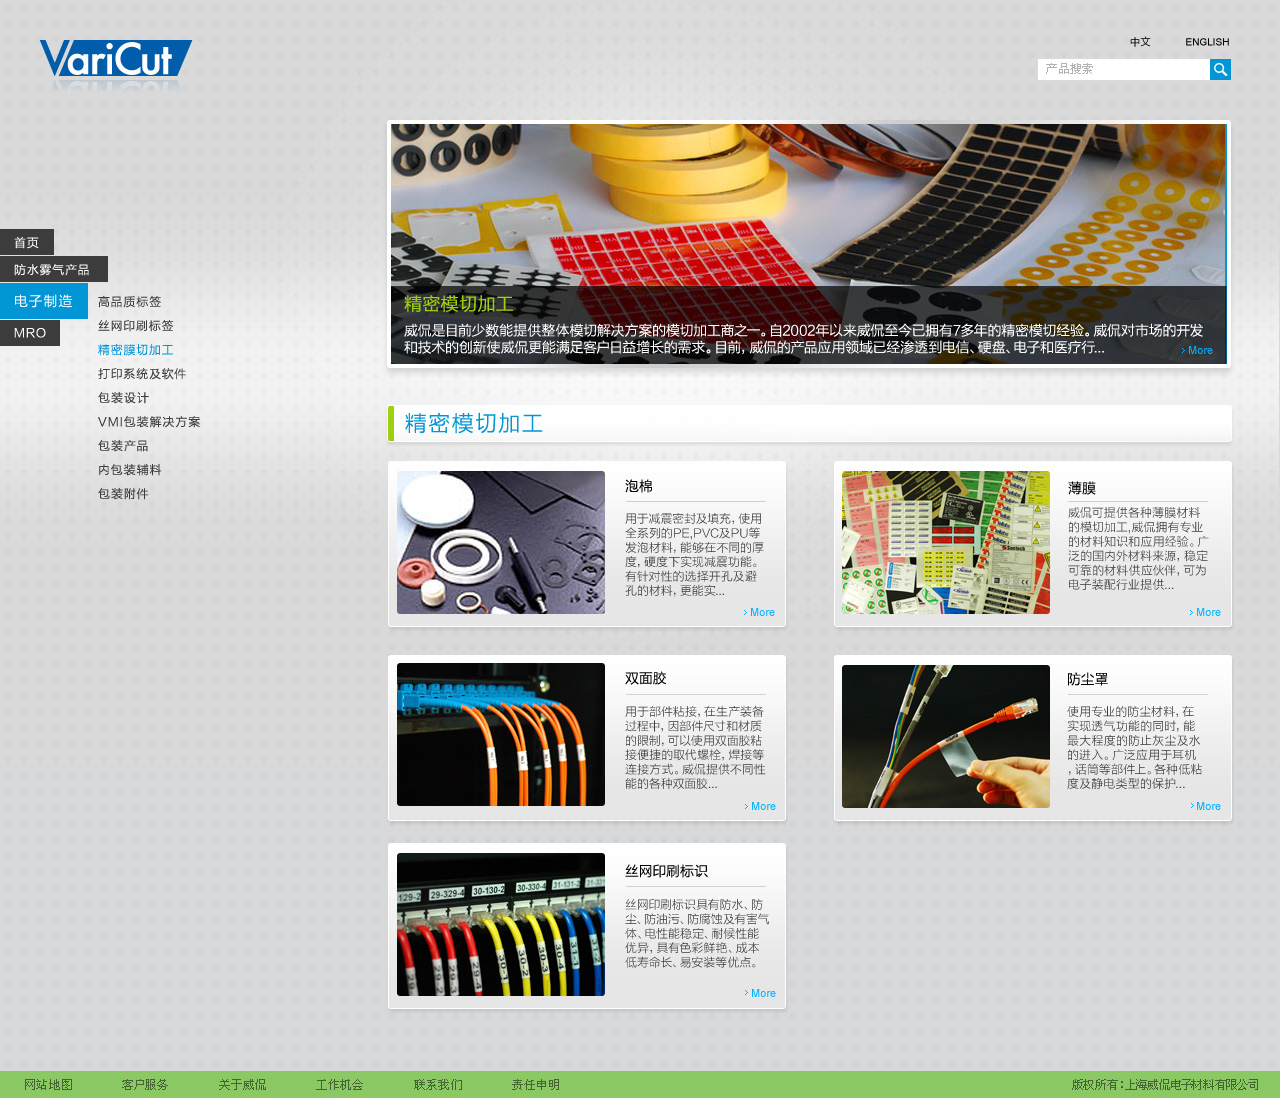 VariCut
中文
ENGLISH
产品搜索
首页
防水雾气产品
电子制造
MRO
高品质标签
丝网印刷标签
精密膜切加工
打印系统及软件
包装设计
VMI包装解决方案
包装产品
内包装辅料
包装附件
精密模切加工
威侃是目前少数能提供整体模切解决方案的模切加工商之一。自2002年以来威侃至今已拥有7多年的精密模切经验。威侃对市场的开发
和技术的创新使威侃更能满足客户日益增长的需求。目前，威侃的产品应用领域已经渗透到电信、硬盘、电子和医疗行...
More
精密模切加工
泡棉
用于减震密封及填充，使用
全系列的PE,PVC及PU等
发泡材料，能够在不同的厚
度，硬度下实现减震功能。
有针对性的选择开孔及避
孔的材料，更能实...
More
薄膜
威侃可提供各种薄膜材料
的模切加工,威侃拥有专业
的材料知识和应用经验。广
泛的国内外材料来源，稳定
可靠的材料供应伙伴，可为
电子装配行业提供...
More
双面胶
用于部件粘接，在生产装备
过程中，因部件尺寸和材质
的限制，可以使用双面胶粘
接便捷的取代螺栓，焊接等
连接方式。威侃提供不同性
能的各种双面胶...
More
防尘罩
使用专业的防尘材料，在
实现透气功能的同时，能
最大程度的防止灰尘及水
的进入。广泛应用于耳机
，话筒等部件上。各种低粘
度及静电类型的保护...
More
129-2
29-329-4
30-130-2
30-330-4
31-131-2
29-3
29-4
30-1
30-2
30-3
30-4
31-1
丝网印刷标识
丝网印刷标识具有防水、防
尘、防油污、防腐蚀及有害气
体、电性能稳定、耐候性能
优异，具有色彩鲜艳、成本
低寿命长、易安装等优点。
More
网站地图
客户服务
关于威侃
工作机会
联系我们
责任申明
版权所有：上海威侃电子材料有限公司